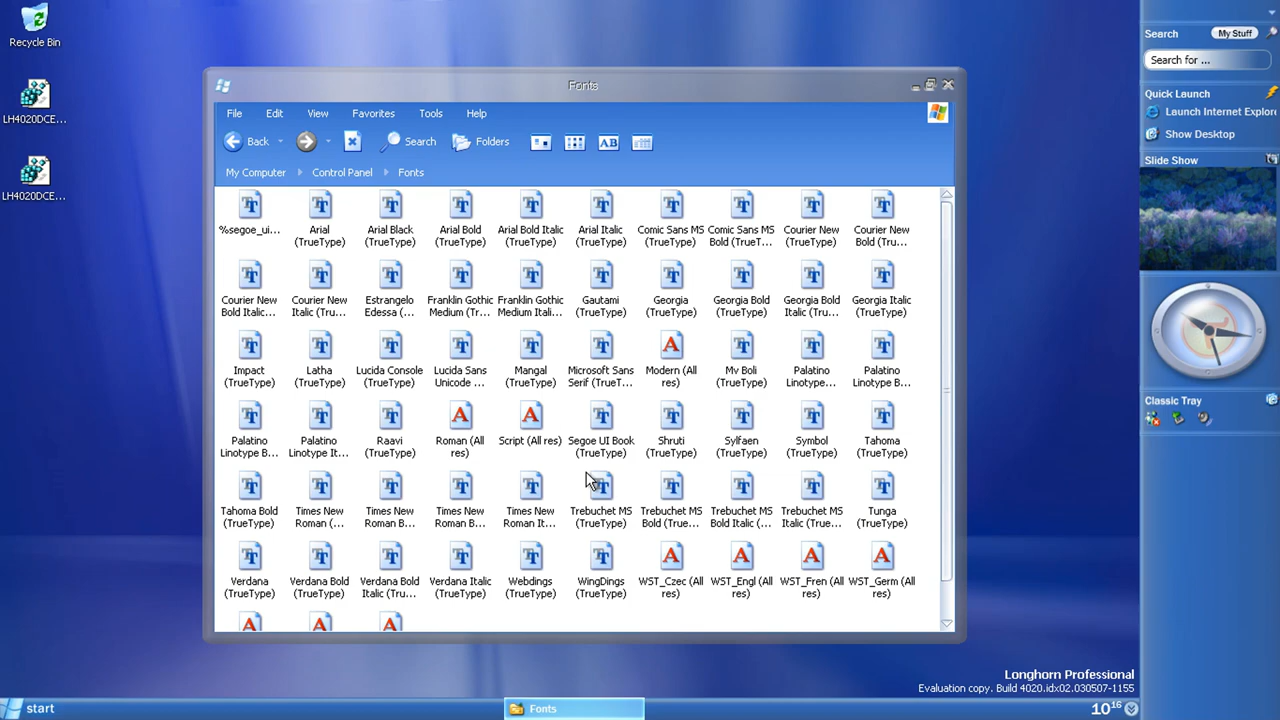 Recycle Bin
LH4020DCE...
LH4020DCE...
Fonts
File Edit View Favorites Tools Help
Back Search Folders AB
My Computer Control Panel Fonts
%segoe_ui...
Arial (TrueType)
Arial Black (TrueType)
Arial Bold (TrueType)
Arial Bold Italic (TrueType)
Arial Italic (TrueType)
Comic Sans MS (TrueType)
Comic Sans MS Bold (TrueT...
Courier New (TrueType)
Courier New Bold (Tru...
Courier New Bold Italic...
Courier New Italic (Tru...
Estrangelo Edessa (...
Franklin Gothic Medium (Tr...
Franklin Gothic Medium Itali...
Gautami (TrueType)
Georgia (TrueType)
Georgia Bold (TrueType)
Georgia Bold Italic (TrueT...
Georgia Italic (TrueType)
Impact (TrueType)
Latha (TrueType)
Lucida Console (TrueType)
Lucida Sans Unicode ...
Mangal (TrueType)
Microsoft Sans Serif (TrueT...
Modern (All res)
Mv Boli (TrueType)
Palatino Linotype...
Palatino Linotype B...
Palatino Linotype B...
Palatino Linotype It...
Raavi (TrueType)
Roman (All res)
Script (All res)
Segoe UI Book (TrueType)
Shruti (TrueType)
Sylfaen (TrueType)
Symbol (TrueType)
Tahoma (TrueType)
Tahoma Bold (TrueType)
Times New Roman (...
Times New Roman B...
Times New Roman B...
Times New Roman It...
Trebuchet MS (TrueType)
Trebuchet MS Bold (True...
Trebuchet MS Bold Italic (...
Trebuchet MS Italic (True...
Tunga (TrueType)
Verdana (TrueType)
Verdana Bold (TrueType)
Verdana Bold Italic (Tru...
Verdana Italic (TrueType)
Webdings (TrueType)
WingDings (TrueType)
WST_Czec (All res)
WST_Engl (All res)
WST_Fren (All res)
WST_Germ (All res)
Search My Stuff
Search for ...
Quick Launch
Launch Internet Explor
Show Desktop
Slide Show
Classic Tray
Longhorn Professional
Evaluation copy. Build 4020.idx02.030507-1155
start Fonts 10 16